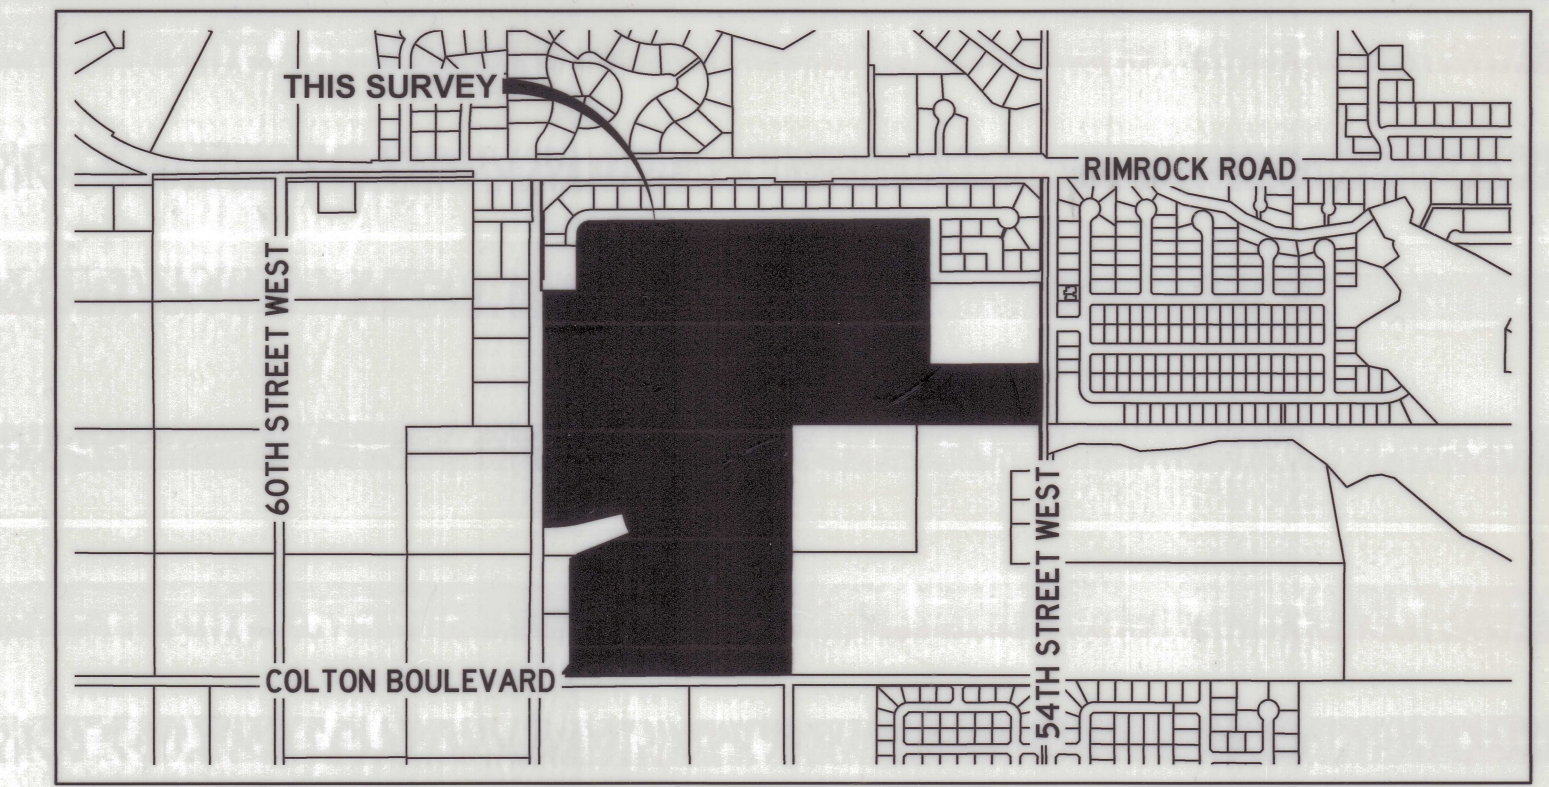 THIS SURVEY
RIMROCK ROAD
60TH STREET WEST
54TH STREET WEST
COLTON BOULEVARD